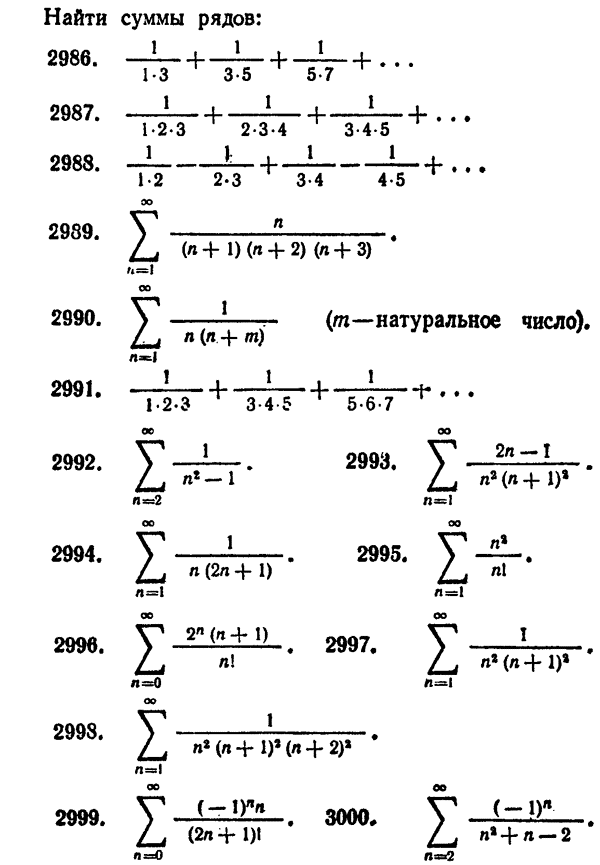 Найти суммы рядов:
2986. 1/(1·3) + 1/(3·5) + 1/(5·7) + ...
2987. 1/(1·2·3) + 1/(2·3·4) + 1/(3·4·5) + ...
2988. 1/(1·2) − 1/(2·3) + 1/(3·4) − 1/(4·5) + ...
2989. ∑_{n=1}^{∞} n/((n + 1) (n + 2) (n + 3)).
2990. ∑_{n=1}^{∞} 1/(n (n + m)) (m — натуральное число).
2991. 1/(1·2·3) + 1/(3·4·5) + 1/(5·6·7) + ...
2992. ∑_{n=2}^{∞} 1/(n² − 1). 2993. ∑_{n=1}^{∞} (2n − 1)/(n² (n + 1)²).
2994. ∑_{n=1}^{∞} 1/(n (2n + 1)). 2995. ∑_{n=1}^{∞} n²/n!.
2996. ∑_{n=0}^{∞} 2ⁿ (n + 1)/n!. 2997. ∑_{n=1}^{∞} 1/(n² (n + 1)²).
2998. ∑_{n=1}^{∞} 1/(n² (n + 1)² (n + 2)²).
2999. ∑_{n=0}^{∞} (−1)ⁿ n/(2n + 1)!. 3000. ∑_{n=2}^{∞} (−1)ⁿ/(n² + n − 2).